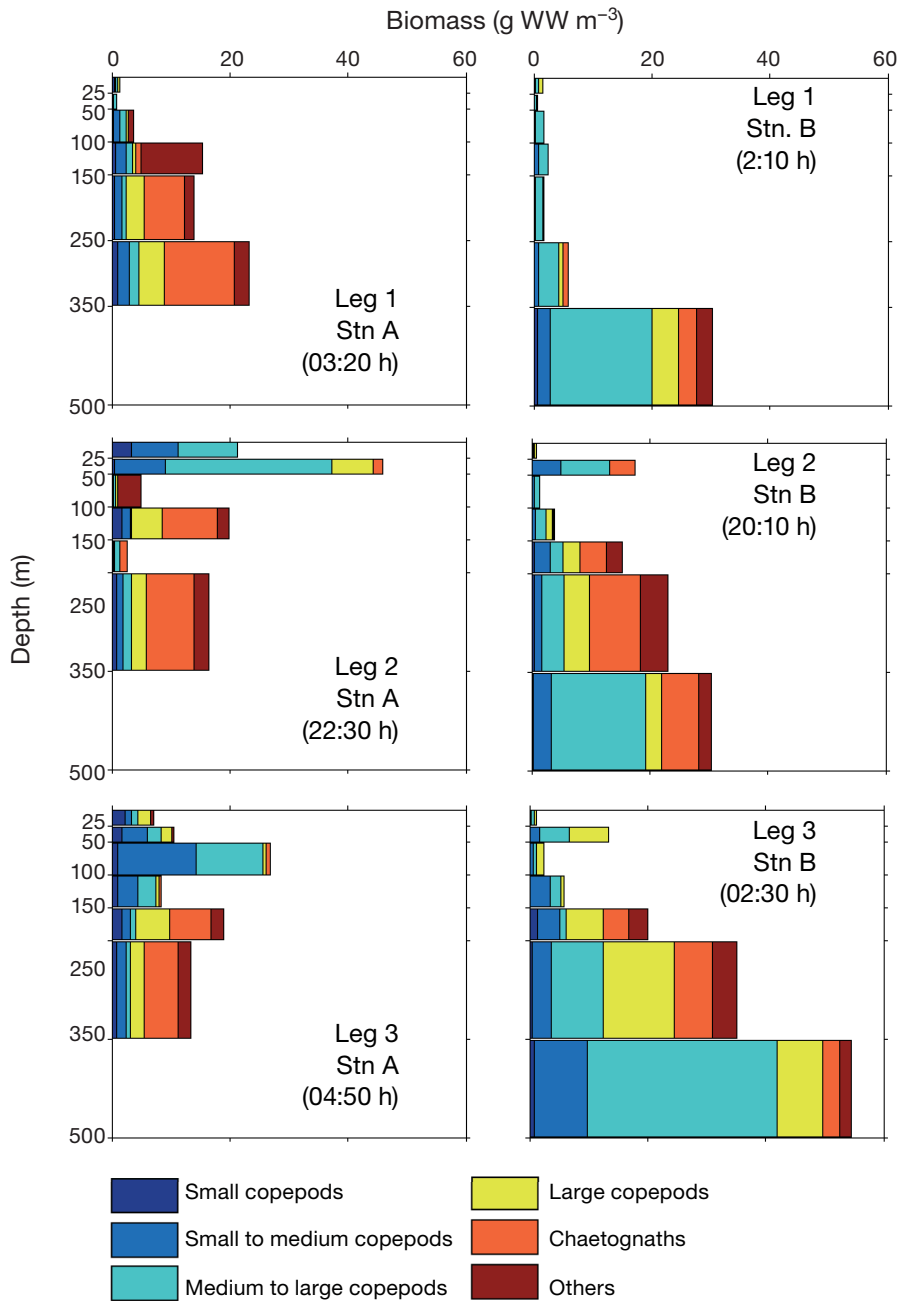 Biomass (g WW m⁻³)
0 20 40 60
0 20 40 60
Depth (m)
25
50
100
150
250
350
500
Leg 1
Stn A
(03:20 h)
Leg 1
Stn. B
(2:10 h)
25
50
100
150
250
350
500
Leg 2
Stn A
(22:30 h)
Leg 2
Stn B
(20:10 h)
25
50
100
150
250
350
500
Leg 3
Stn A
(04:50 h)
Leg 3
Stn B
(02:30 h)
Small copepods
Small to medium copepods
Medium to large copepods
Large copepods
Chaetognaths
Others